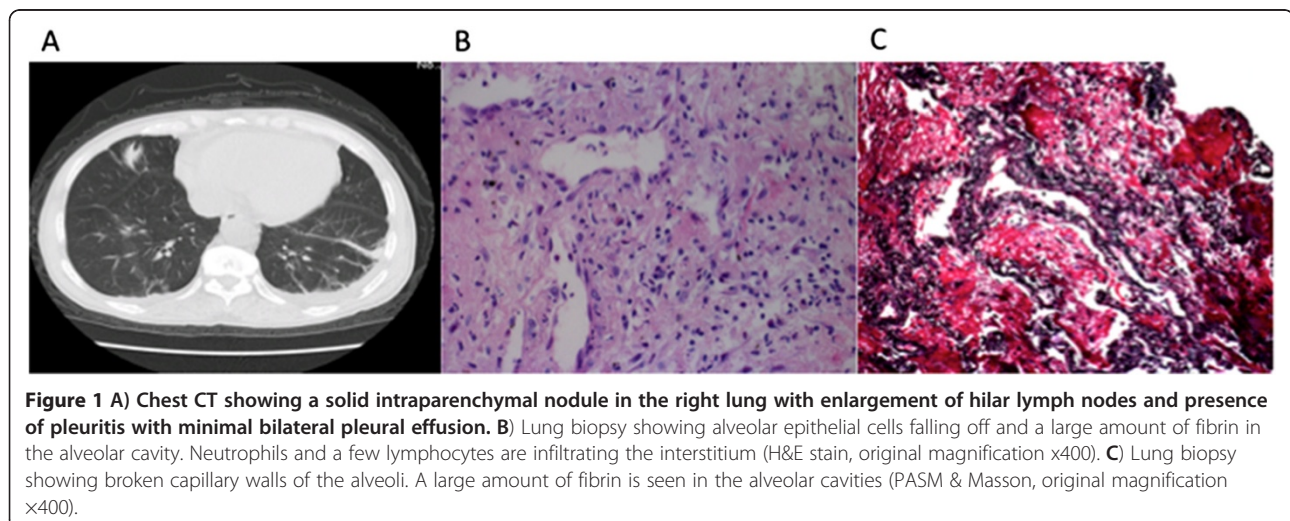 A
B
C
Figure 1 A) Chest CT showing a solid intraparenchymal nodule in the right lung with enlargement of hilar lymph nodes and presence
of pleuritis with minimal bilateral pleural effusion. B) Lung biopsy showing alveolar epithelial cells falling off and a large amount of fibrin in
the alveolar cavity. Neutrophils and a few lymphocytes are infiltrating the interstitium (H&E stain, original magnification x400). C) Lung biopsy
showing broken capillary walls of the alveoli. A large amount of fibrin is seen in the alveolar cavities (PASM & Masson, original magnification
×400).